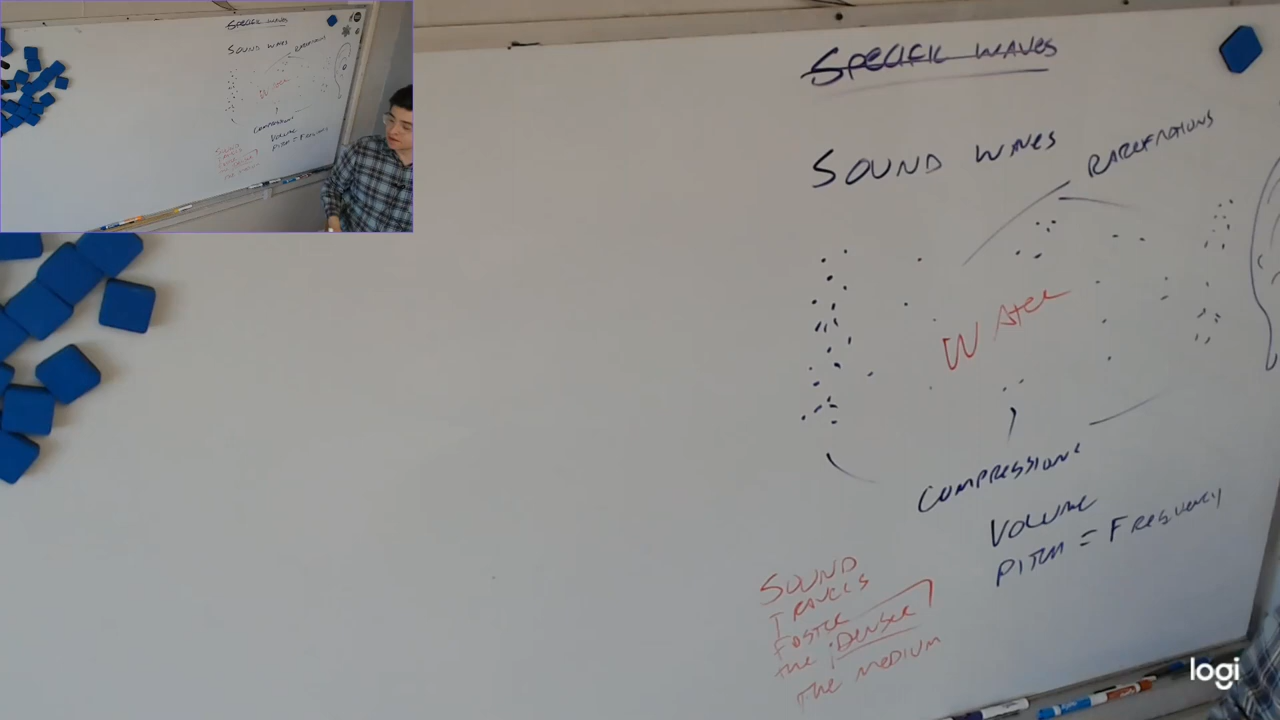 SPECIFIC WAVES
SOUND WAVES
RAREFACTIONS
WATER
COMPRESSIONS
VOLUME
PITCH = FREQUENCY
SOUND
TRAVELS
FASTER
the DENSER
the MEDIUM
logi